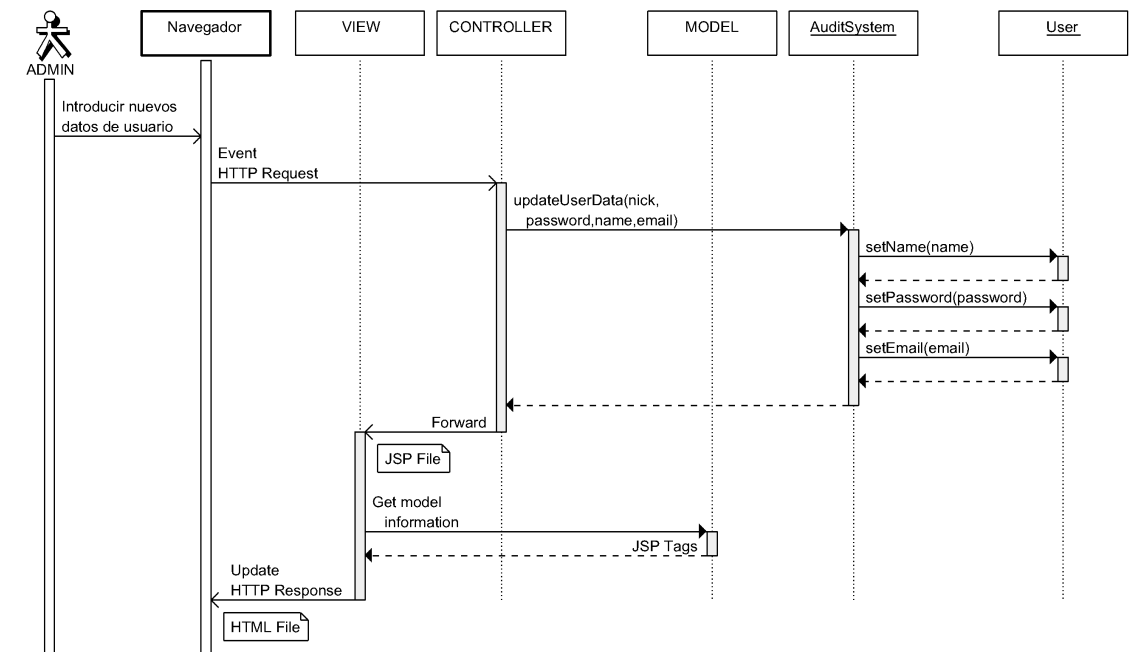 Navegador
VIEW
CONTROLLER
MODEL
AuditSystem
User
ADMIN
Introducir nuevos
datos de usuario
Event
HTTP Request
updateUserData(nick,
password,name,email)
setName(name)
setPassword(password)
setEmail(email)
Forward
JSP File
Get model
information
JSP Tags
Update
HTTP Response
HTML File